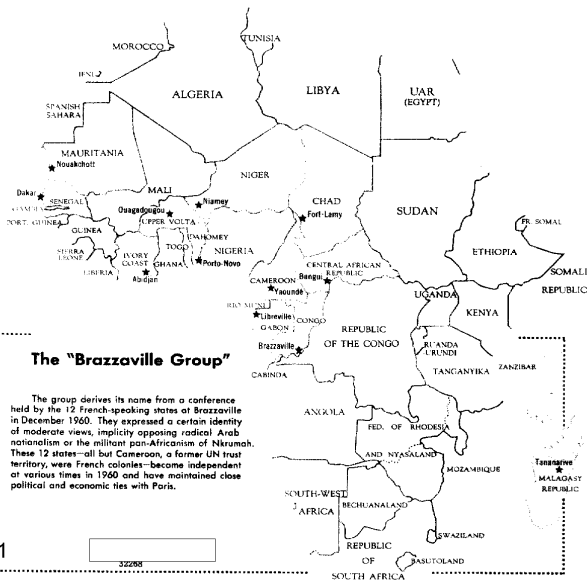 TUNISIA
MOROCCO
IFNI
ALGERIA
LIBYA
UAR
(EGYPT)
SPANISH
SAHARA
MAURITANIA
Nouakchott
NIGER
MALI
CHAD
Dakar
SENEGAL
Niamey
Ouagadougou
UPPER VOLTA
Fort-Lamy
SUDAN
GAMBIA
PORT. GUINEA
GUINEA
DAHOMEY
FR. SOMAL
TOGO
NIGERIA
SIERRA
LEONE
IVORY
COAST
GHANA
Porto-Novo
ETHIOPIA
LIBERIA
Abidjan
CENTRAL AFRICAN
REPUBLIC
Bangui
SOMALI
REPUBLIC
CAMEROON
Yaoundé
UGANDA
KENYA
RIO MUNI
Libreville
GABON
CONGO
REPUBLIC
OF THE CONGO
RUANDA
-URUNDI
Brazzaville
TANGANYIKA
ZANZIBAR
CABINDA
The "Brazzaville Group"
The group derives its name from a conference
held by the 12 French-speaking states at Brazzaville
in December 1960. They expressed a certain identity
of moderate views, implicity opposing radical Arab
nationalism or the militant pan-Africanism of Nkrumah.
These 12 states—all but Cameroon, a former UN trust
territory, were French colonies—became independent
at various times in 1960 and have maintained close
political and economic ties with Paris.
ANGOLA
FED. OF RHODESIA
AND NYASALAND
MOZAMBIQUE
Tananarive
MALAGASY
REPUBLIC
SOUTH-WEST
AFRICA
BECHUANALAND
SWAZILAND
BASUTOLAND
REPUBLIC
OF
SOUTH AFRICA
1
32268